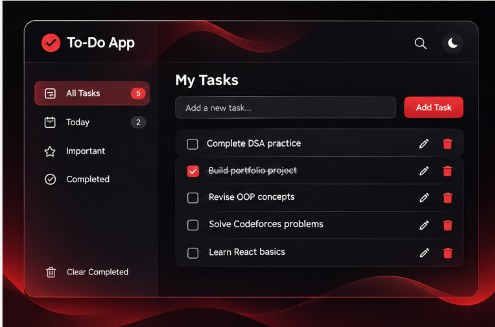 To-Do App
All Tasks 5
Today 2
Important
Completed
Clear Completed
My Tasks
Add a new task...
Add Task
Complete DSA practice
Build portfolio project
Revise OOP concepts
Solve Codeforces problems
Learn React basics